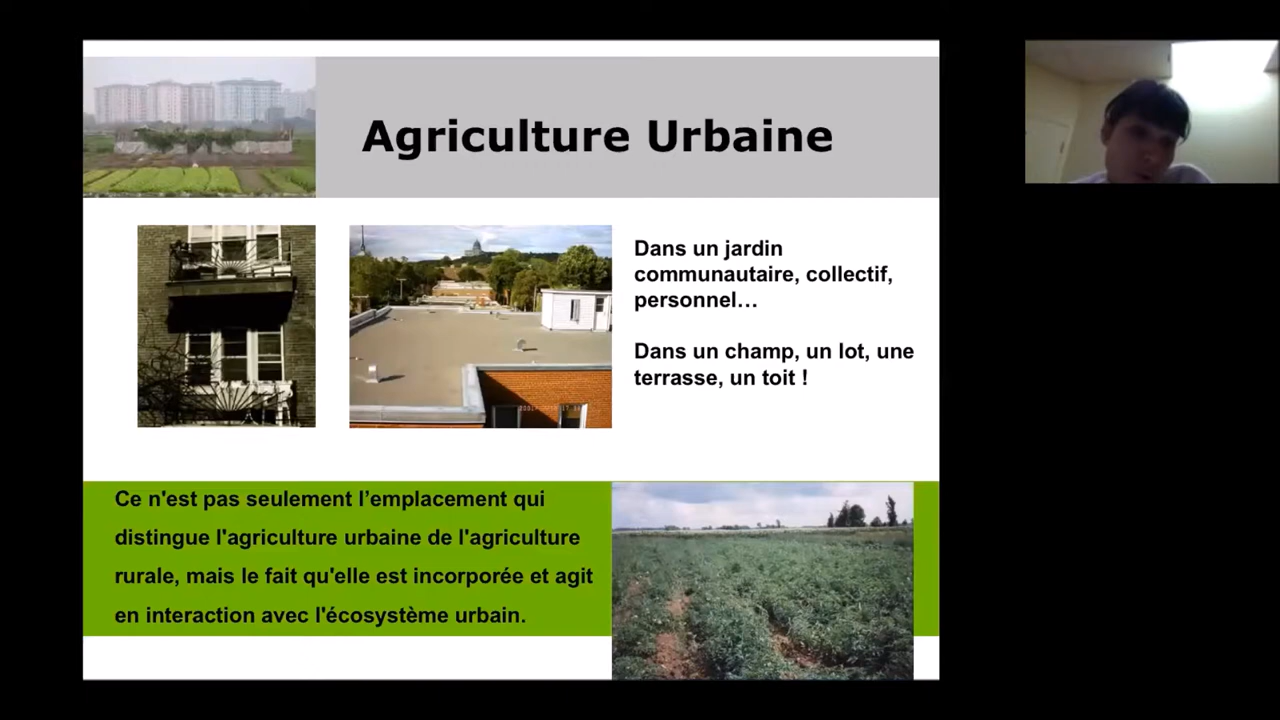 Agriculture Urbaine
Dans un jardin
communautaire, collectif,
personnel…
Dans un champ, un lot, une
terrasse, un toit !
Ce n'est pas seulement l’emplacement qui
distingue l'agriculture urbaine de l'agriculture
rurale, mais le fait qu'elle est incorporée et agit
en interaction avec l'écosystème urbain.